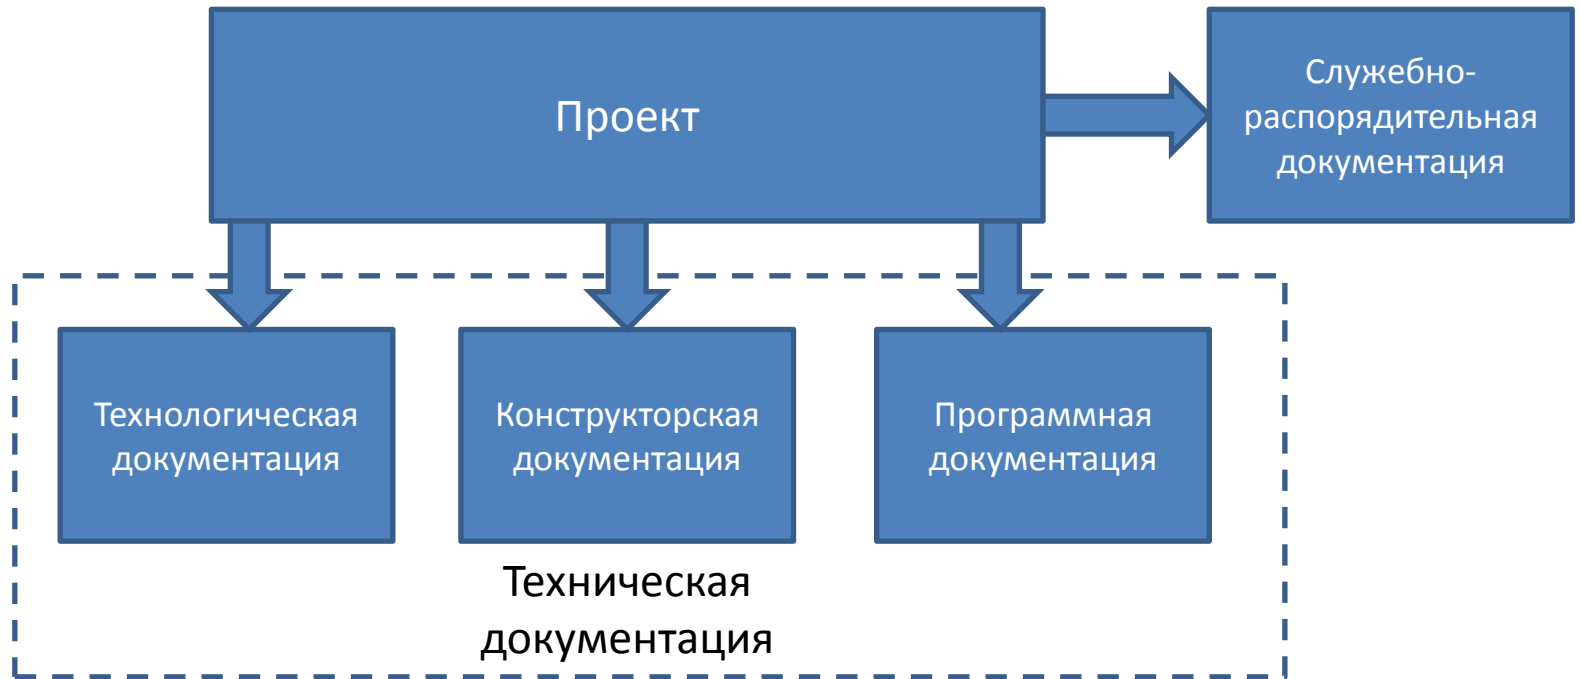 Проект
Служебно-
распорядительная
документация
Технологическая
документация
Конструкторская
документация
Программная
документация
Техническая
документация